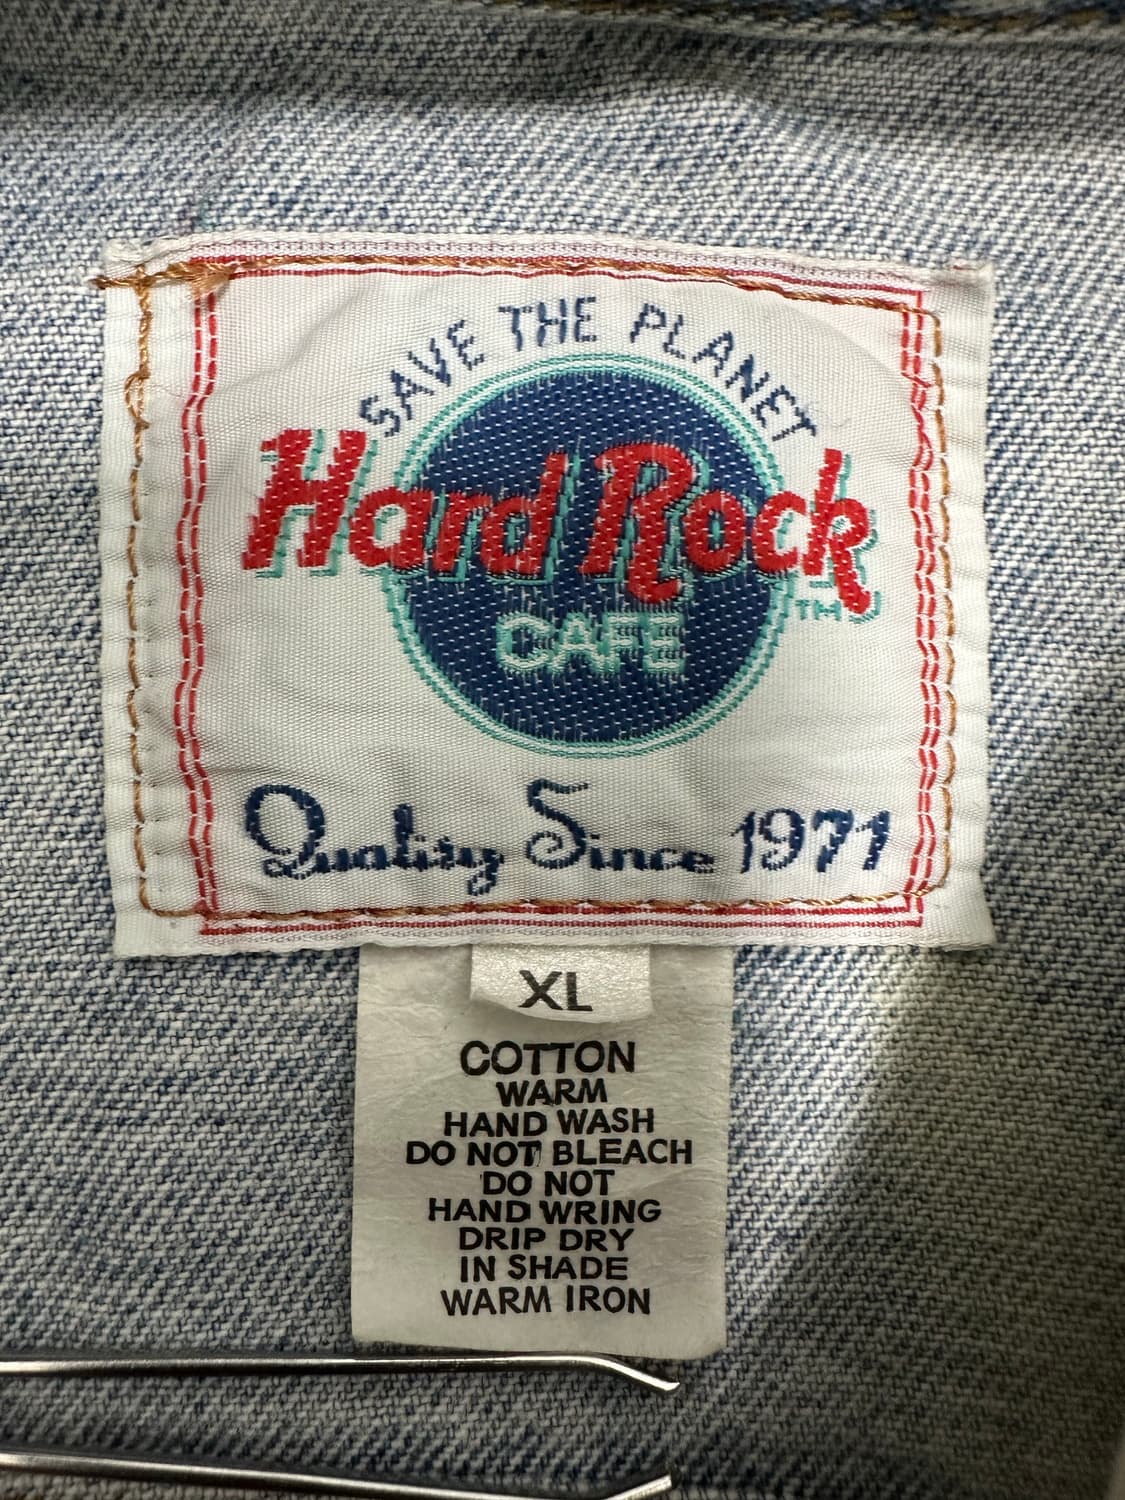 SAVE THE PLANET
Hard Rock
TM
CAFE
Quality Since 1971
XL
COTTON
WARM
HAND WASH
DO NOT BLEACH
DO NOT
HAND WRING
DRIP DRY
IN SHADE
WARM IRON